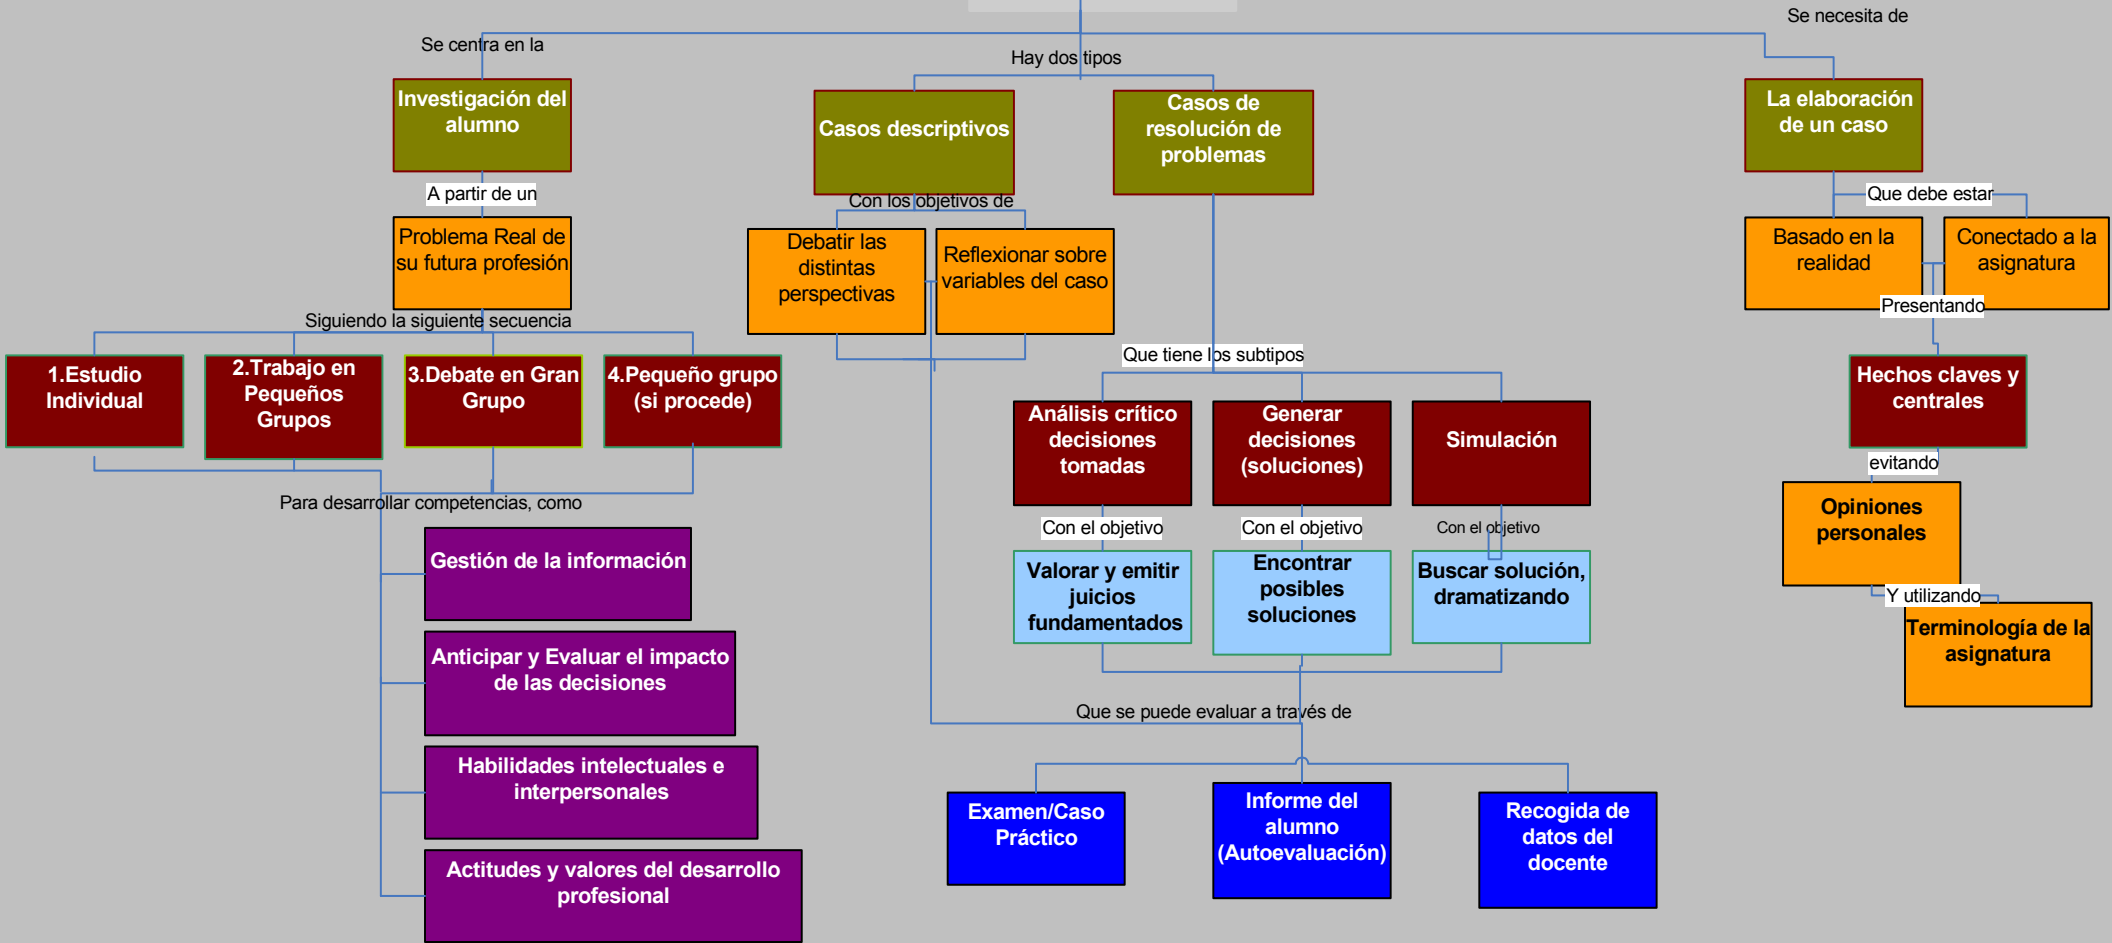 Se necesita de
Se centra en la
Hay dos tipos
Investigación del
alumno
Casos descriptivos
Casos de
resolución de
problemas
La elaboración
de un caso
A partir de un
Con los objetivos de
Que debe estar
Problema Real de
su futura profesión
Debatir las
distintas
perspectivas
Reflexionar sobre
variables del caso
Basado en la
realidad
Conectado a la
asignatura
Presentando
Siguiendo la siguiente secuencia
Que tiene los subtipos
1.Estudio
Individual
2.Trabajo en
Pequeños
Grupos
3.Debate en Gran
Grupo
4.Pequeño grupo
(si procede)
Hechos claves y
centrales
Análisis crítico
decisiones
tomadas
Generar
decisiones
(soluciones)
Simulación
evitando
Para desarrollar competencias, como
Opiniones
personales
Con el objetivo
Con el objetivo
Con el objetivo
Gestión de la información
Valorar y emitir
juicios
fundamentados
Encontrar
posibles
soluciones
Buscar solución,
dramatizando
Y utilizando
Terminología de la
asignatura
Anticipar y Evaluar el impacto
de las decisiones
Que se puede evaluar a través de
Habilidades intelectuales e
interpersonales
Examen/Caso
Práctico
Informe del
alumno
(Autoevaluación)
Recogida de
datos del
docente
Actitudes y valores del desarrollo
profesional